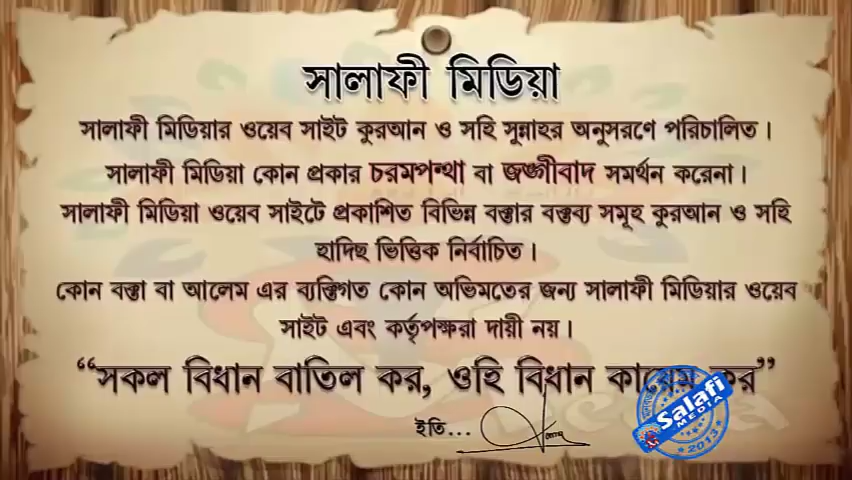 সালাফী মিডিয়া
সালাফী মিডিয়ার ওয়েব সাইট কুরআন ও সহি সুন্নাহর অনুসরণে পরিচালিত।
সালাফী মিডিয়া কোন প্রকার চরমপন্থা বা জঙ্গীবাদ সমর্থন করেনা।
সালাফী মিডিয়া ওয়েব সাইটে প্রকাশিত বিভিন্ন বক্তার বক্তব্য সমূহ কুরআন ও সহি
হাদিছ ভিত্তিক নির্বাচিত।
কোন বক্তা বা আলেম এর ব্যক্তিগত কোন অভিমতের জন্য সালাফী মিডিয়ার ওয়েব
সাইট এবং কর্তৃপক্ষরা দায়ী নয়।
“সকল বিধান বাতিল কর, ওহি বিধান কায়েম কর”
ইতি...
Salafi
MEDIA
2013